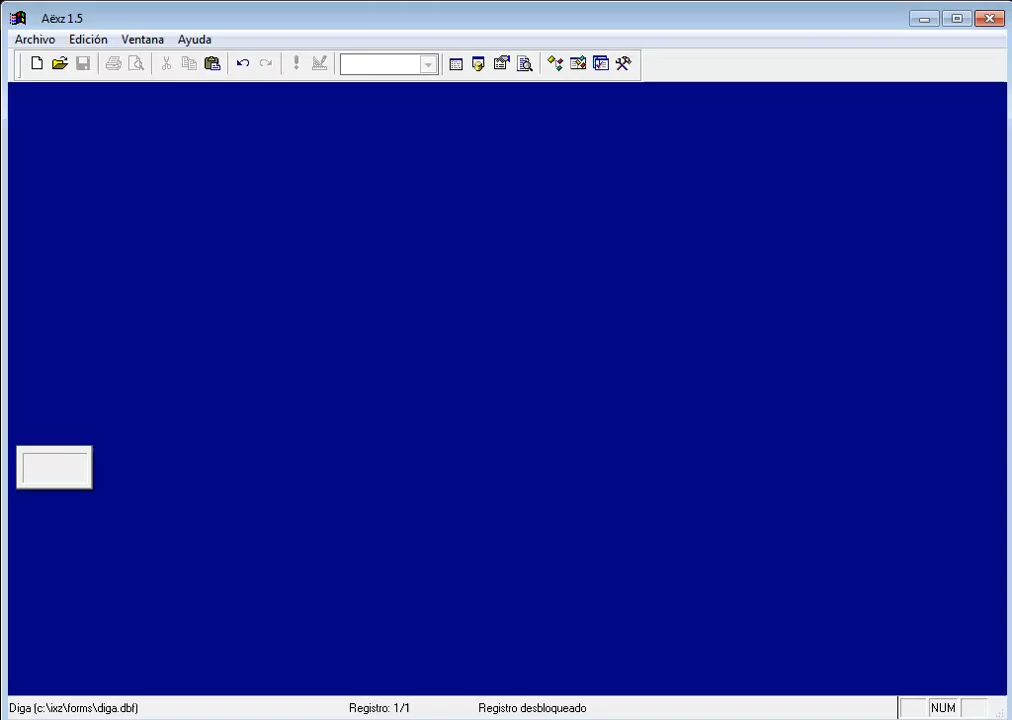 Aëxz 1.5
Archivo Edición Ventana Ayuda
Diga (c:\ixz\forms\diga.dbf) Registro: 1/1 Registro desbloqueado NUM